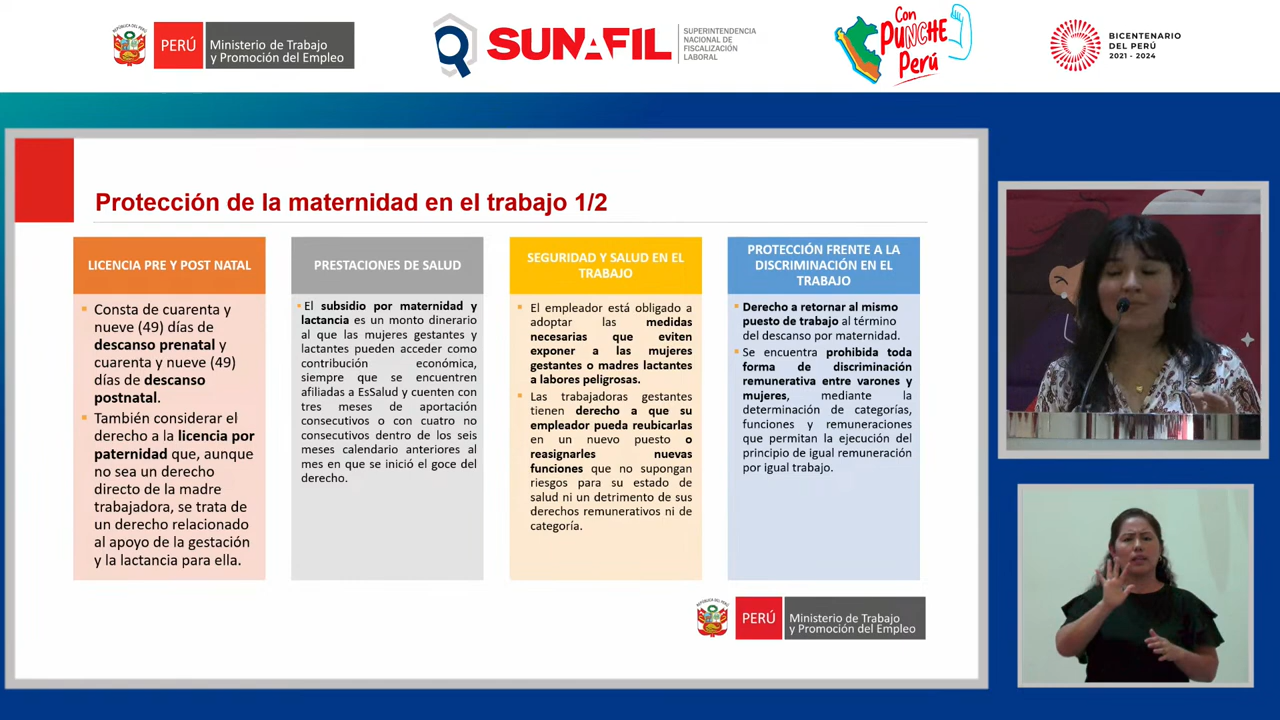 PERÚ
Ministerio de Trabajo
y Promoción del Empleo
SUNAFIL
SUPERINTENDENCIA
NACIONAL DE
FISCALIZACIÓN
LABORAL
Con
PUNCHE
Perú
BICENTENARIO
DEL PERÚ
2021 - 2024
Protección de la maternidad en el trabajo 1/2
LICENCIA PRE Y POST NATAL
▪ Consta de cuarenta y
nueve (49) días de
descanso prenatal y
cuarenta y nueve (49)
días de descanso
postnatal.
▪ También considerar el
derecho a la licencia por
paternidad que, aunque
no sea un derecho
directo de la madre
trabajadora, se trata de
un derecho relacionado
al apoyo de la gestación
y la lactancia para ella.
PRESTACIONES DE SALUD
▪ El subsidio por maternidad y
lactancia es un monto dinerario
al que las mujeres gestantes y
lactantes pueden acceder como
contribución económica,
siempre que se encuentren
afiliadas a EsSalud y cuenten con
tres meses de aportación
consecutivos o con cuatro no
consecutivos dentro de los seis
meses calendario anteriores al
mes en que se inició el goce del
derecho.
SEGURIDAD Y SALUD EN EL
TRABAJO
▪ El empleador está obligado a
adoptar las medidas
necesarias que eviten
exponer a las mujeres
gestantes o madres lactantes
a labores peligrosas.
▪ Las trabajadoras gestantes
tienen derecho a que su
empleador pueda reubicarlas
en un nuevo puesto o
reasignarles nuevas
funciones que no supongan
riesgos para su estado de
salud ni un detrimento de sus
derechos remunerativos ni de
categoría.
PROTECCIÓN FRENTE A LA
DISCRIMINACIÓN EN EL
TRABAJO
▪ Derecho a retornar al mismo
puesto de trabajo al término
del descanso por maternidad.
▪ Se encuentra prohibida toda
forma de discriminación
remunerativa entre varones y
mujeres, mediante la
determinación de categorías,
funciones y remuneraciones
que permitan la ejecución del
principio de igual remuneración
por igual trabajo.
PERÚ
Ministerio de Trabajo
y Promoción del Empleo